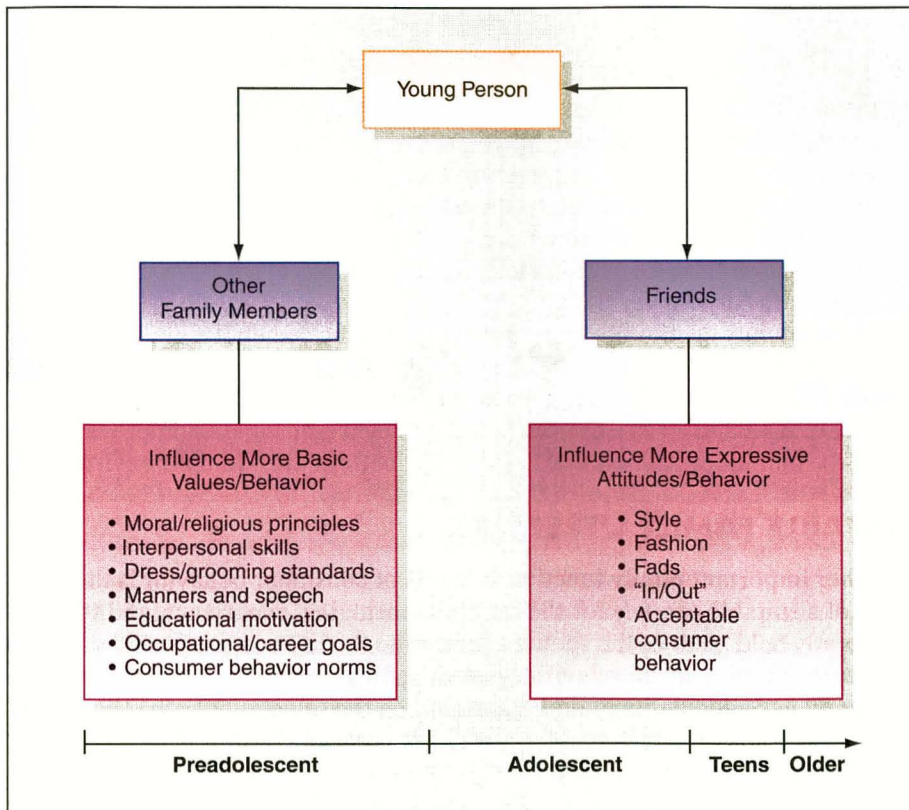 Young Person
Other
Family Members
Friends
Influence More Basic
Values/Behavior
• Moral/religious principles
• Interpersonal skills
• Dress/grooming standards
• Manners and speech
• Educational motivation
• Occupational/career goals
• Consumer behavior norms
Influence More Expressive
Attitudes/Behavior
• Style
• Fashion
• Fads
• "In/Out"
• Acceptable
consumer
behavior
Preadolescent
Adolescent
Teens
Older